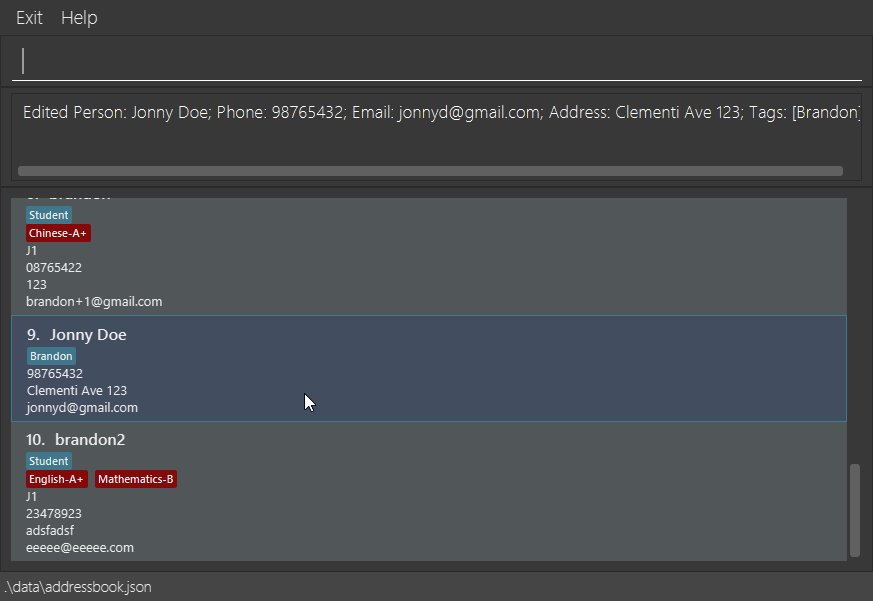 Exit Help
Edited Person: Jonny Doe; Phone: 98765432; Email: jonnyd@gmail.com; Address: Clementi Ave 123; Tags: [Brandon]
8. brandon
Student
Chinese-A+
J1
08765422
123
brandon+1@gmail.com
9. Jonny Doe
Brandon
98765432
Clementi Ave 123
jonnyd@gmail.com
10. brandon2
Student
English-A+ Mathematics-B
J1
23478923
adsfadsf
eeeee@eeeee.com
.\data\addressbook.json